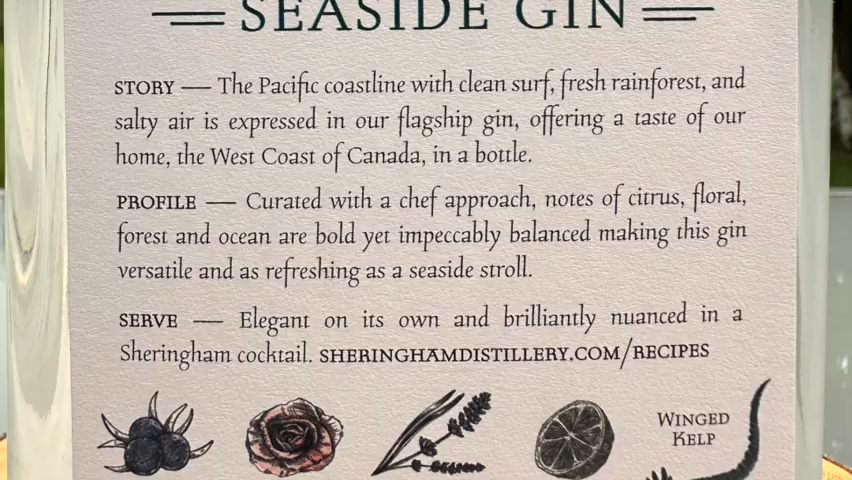 SEASIDE GIN
STORY — The Pacific coastline with clean surf, fresh rainforest, and
salty air is expressed in our flagship gin, offering a taste of our
home, the West Coast of Canada, in a bottle.
PROFILE — Curated with a chef approach, notes of citrus, floral,
forest and ocean are bold yet impeccably balanced making this gin
versatile and as refreshing as a seaside stroll.
SERVE — Elegant on its own and brilliantly nuanced in a
Sheringham cocktail. SHERINGHAMDISTILLERY.COM/RECIPES
WINGED
KELP